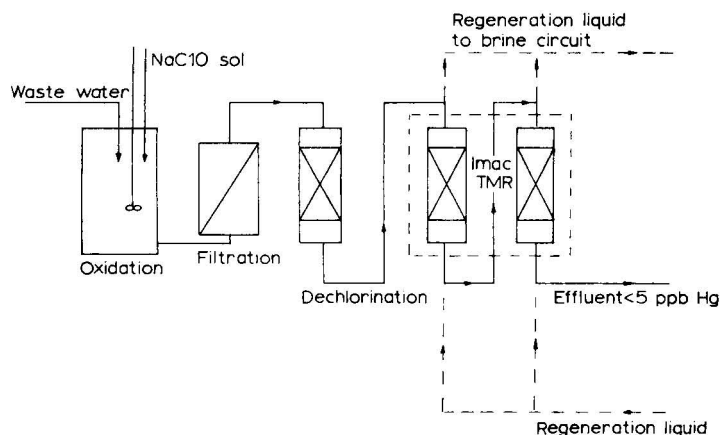 Regeneration liquid
to brine circuit
NaC10 sol
Waste water
Imac
TMR
Oxidation
Filtration
Dechlorination
Effluent<5 ppb Hg
Regeneration liquid